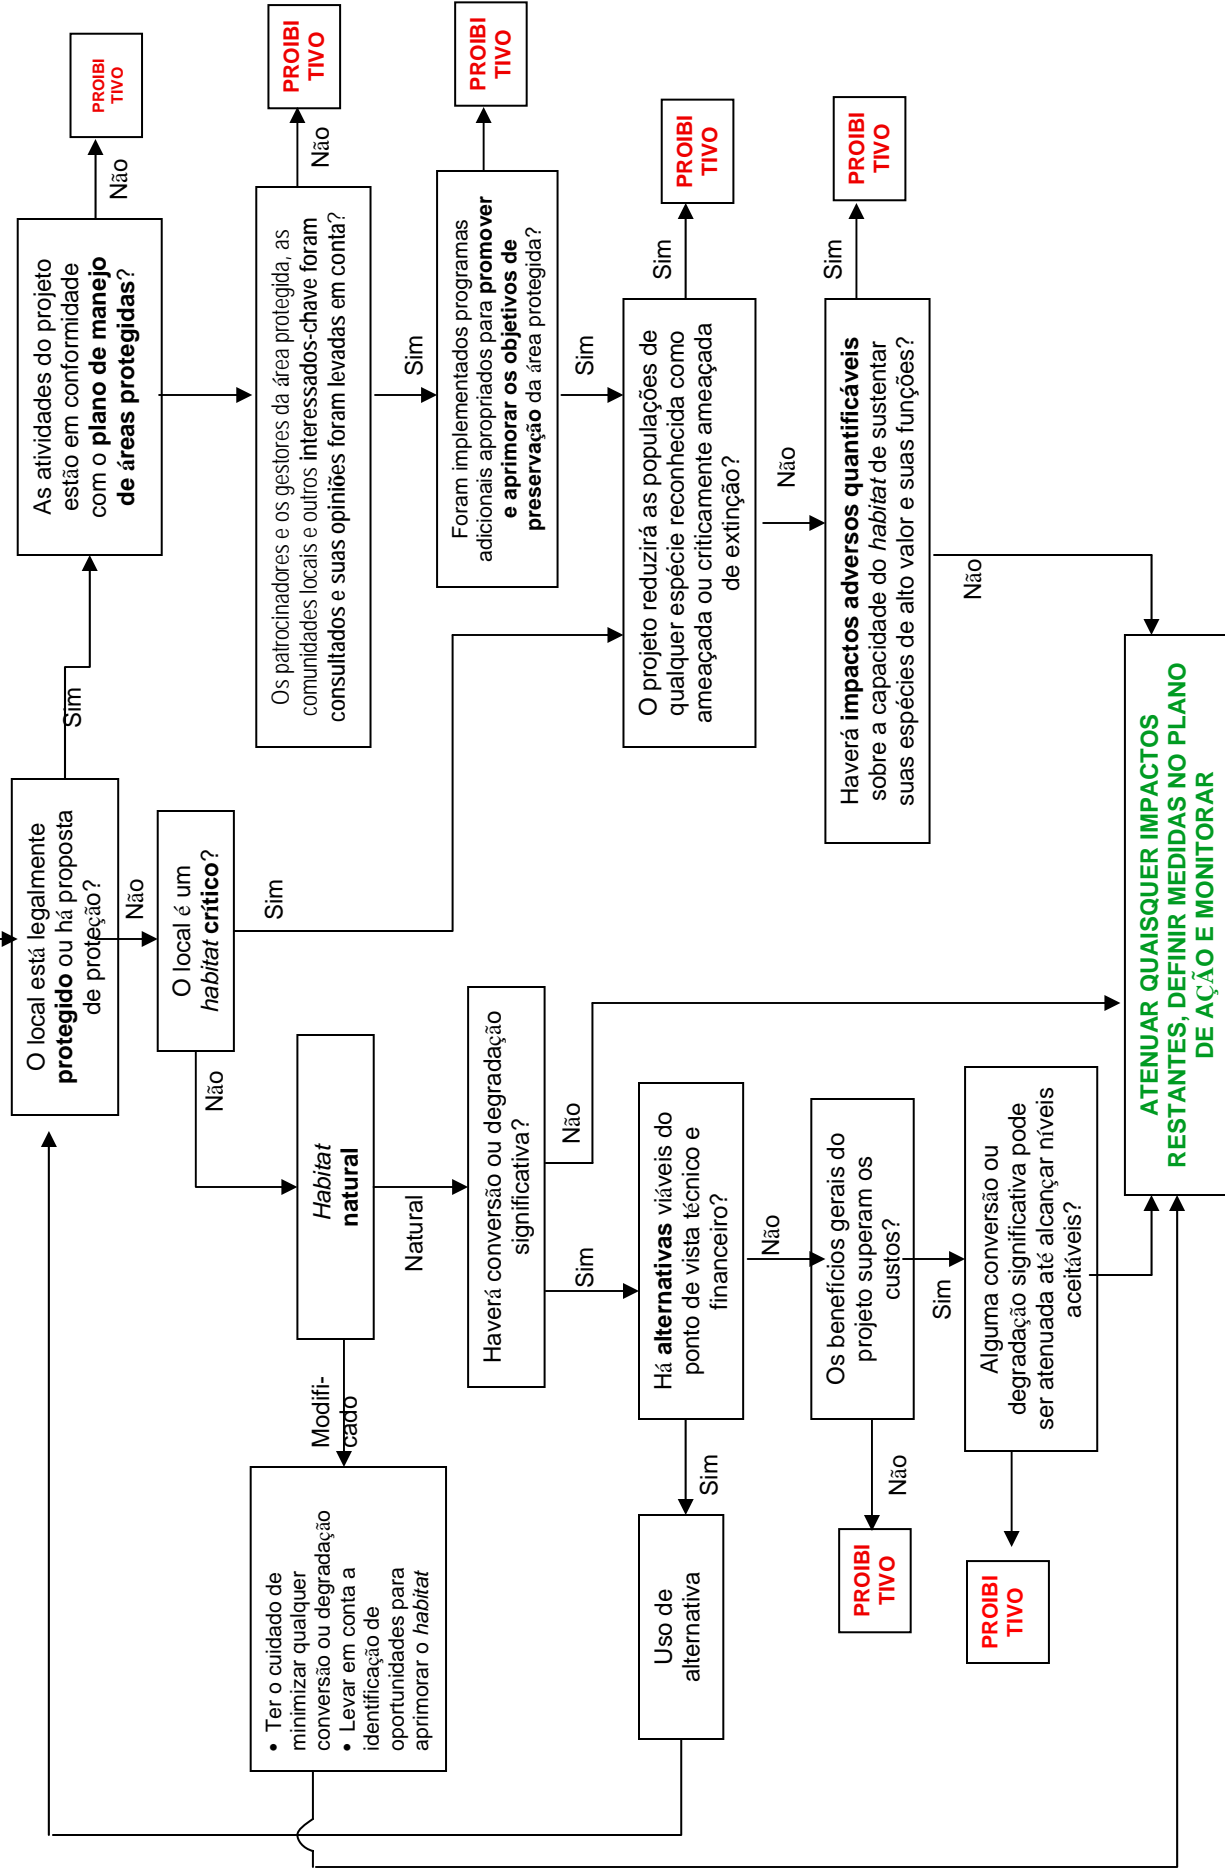 O local está legalmente
protegido ou há proposta
de proteção?
Sim
Não
As atividades do projeto
estão em conformidade
com o plano de manejo
de áreas protegidas?
Não
PROIBI
TIVO
O local é um
habitat crítico?
Sim
Não
Os patrocinadores e os gestores da área protegida, as
comunidades locais e outros interessados-chave foram
consultados e suas opiniões foram levadas em conta?
Não
PROIBI
TIVO
Sim
Habitat
natural
Modifi-
cado
Natural
• Ter o cuidado de
minimizar qualquer
conversão ou degradação
• Levar em conta a
identificação de
oportunidades para
aprimorar o habitat
Foram implementados programas
adicionais apropriados para promover
e aprimorar os objetivos de
preservação da área protegida?
PROIBI
TIVO
Sim
Haverá conversão ou degradação
significativa?
Sim
Não
O projeto reduzirá as populações de
qualquer espécie reconhecida como
ameaçada ou criticamente ameaçada
de extinção?
Sim
PROIBI
TIVO
Não
Há alternativas viáveis do
ponto de vista técnico e
financeiro?
Sim
Não
Uso de
alternativa
Haverá impactos adversos quantificáveis
sobre a capacidade do habitat de sustentar
suas espécies de alto valor e suas funções?
Sim
PROIBI
TIVO
Não
Os benefícios gerais do
projeto superam os
custos?
Não
PROIBI
TIVO
Sim
Alguma conversão ou
degradação significativa pode
ser atenuada até alcançar níveis
aceitáveis?
PROIBI
TIVO
ATENUAR QUAISQUER IMPACTOS
RESTANTES, DEFINIR MEDIDAS NO PLANO
DE AÇÃO E MONITORAR